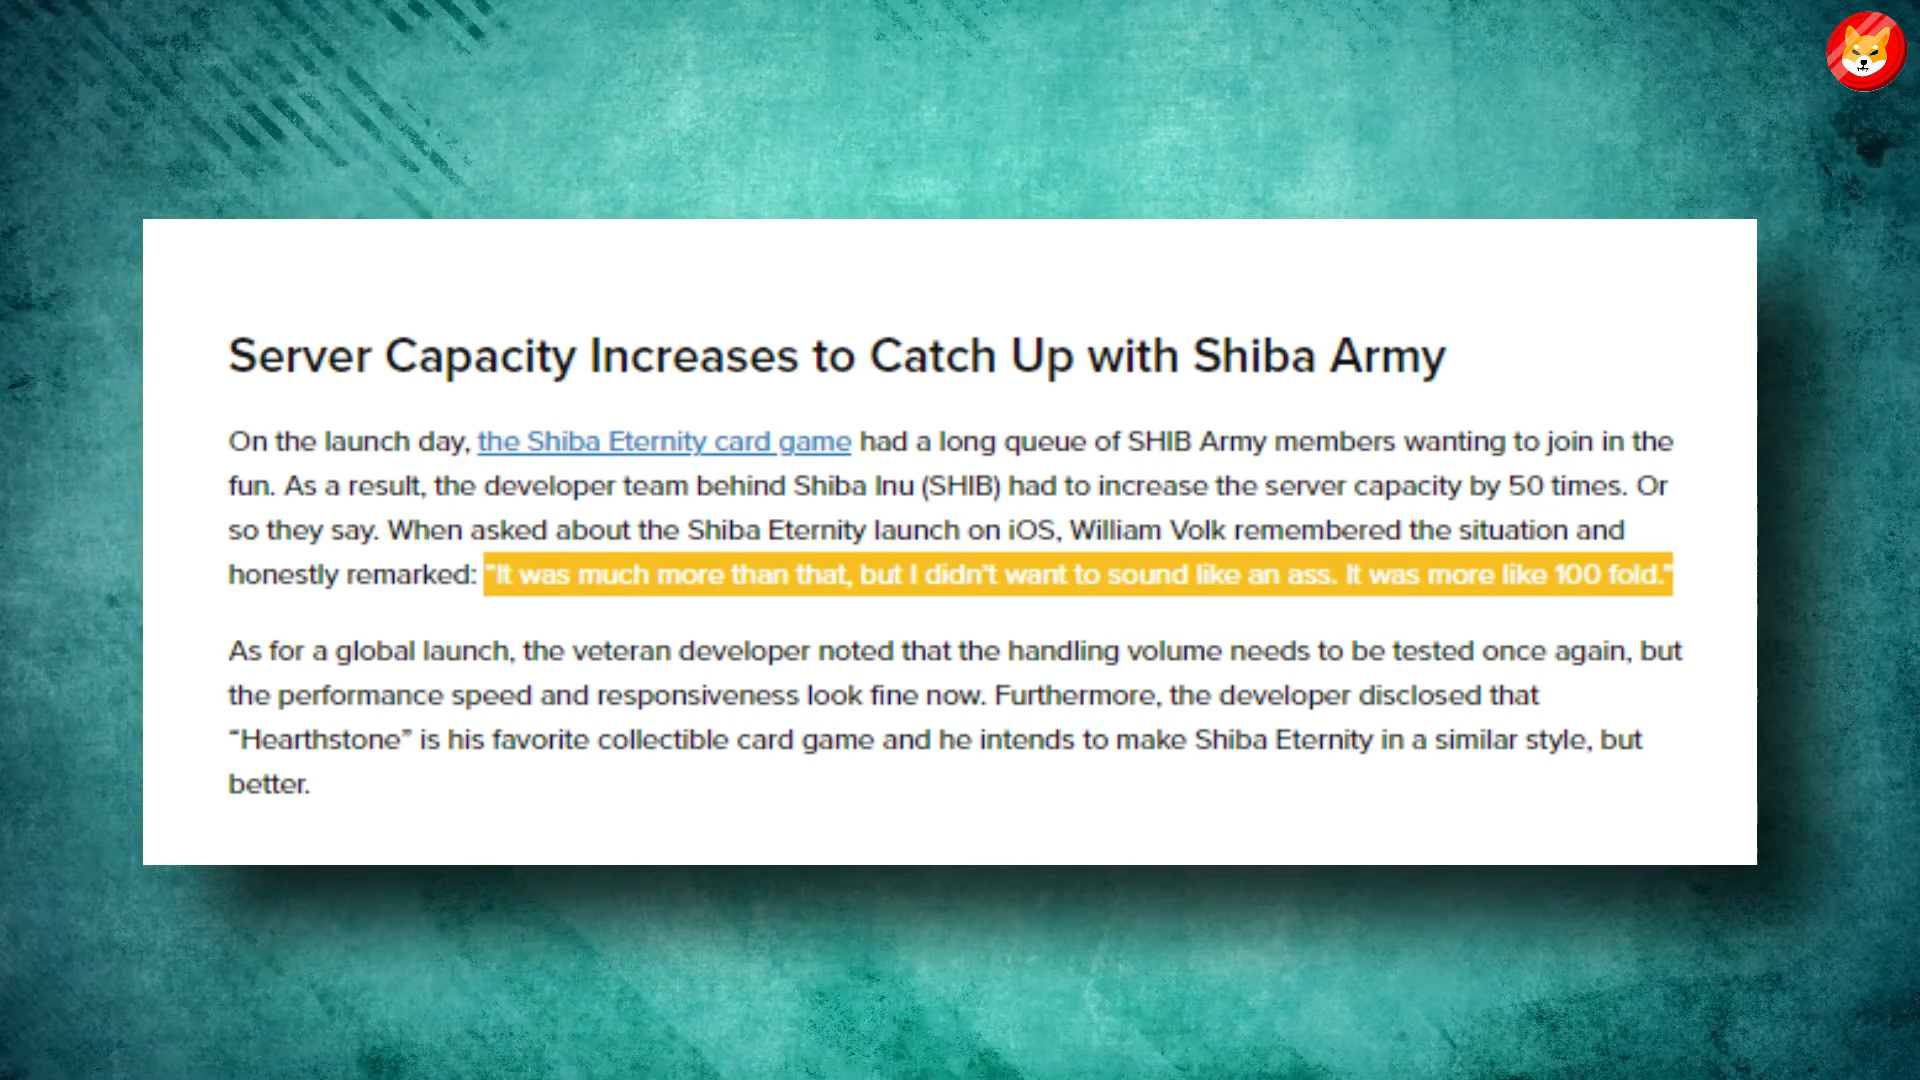 Server Capacity Increases to Catch Up with Shiba Army
On the launch day, the Shiba Eternity card game had a long queue of SHIB Army members wanting to join in the
fun. As a result, the developer team behind Shiba Inu (SHIB) had to increase the server capacity by 50 times. Or
so they say. When asked about the Shiba Eternity launch on iOS, William Volk remembered the situation and
honestly remarked: “It was much more than that, but I didn’t want to sound like an ass. It was more like 100 fold.”
As for a global launch, the veteran developer noted that the handling volume needs to be tested once again, but
the performance speed and responsiveness look fine now. Furthermore, the developer disclosed that
“Hearthstone” is his favorite collectible card game and he intends to make Shiba Eternity in a similar style, but
better.